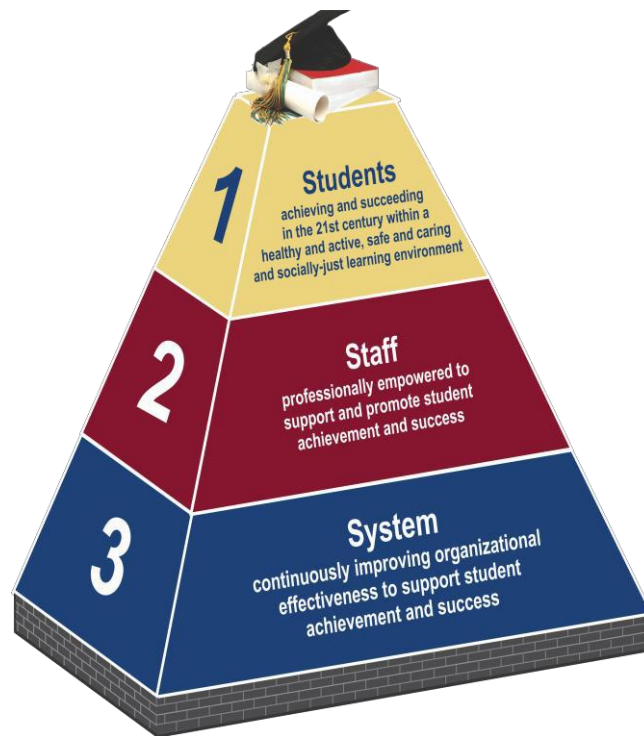 1
Students
achieving and succeeding
in the 21st century within a
healthy and active, safe and caring
and socially-just learning environment
2
Staff
professionally empowered to
support and promote student
achievement and success
3
System
continuously improving organizational
effectiveness to support student
achievement and success